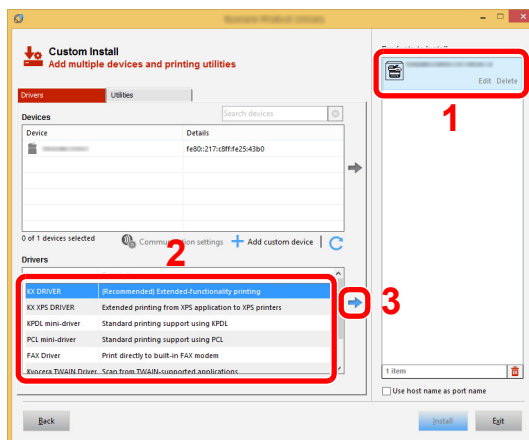 Custom Install
Add multiple devices and printing utilities
Edit Delete
1
Drivers Utilities
Devices Search devices
Device Details
fe80::217:c8ff:fe25:43b0
0 of 1 devices selected Communication settings Add custom device
2
Drivers
KX DRIVER (Recommended) Extended-functionality printing
3
KX XPS DRIVER Extended printing from XPS application to XPS printers
KPDL mini-driver Standard printing support using KPDL
PCL mini-driver Standard printing support using PCL
FAX Driver Print directly to built-in FAX modem
Kyocera TWAIN Driver Scan from TWAIN-supported applications
1 item
Use host name as port name
Back Install Exit